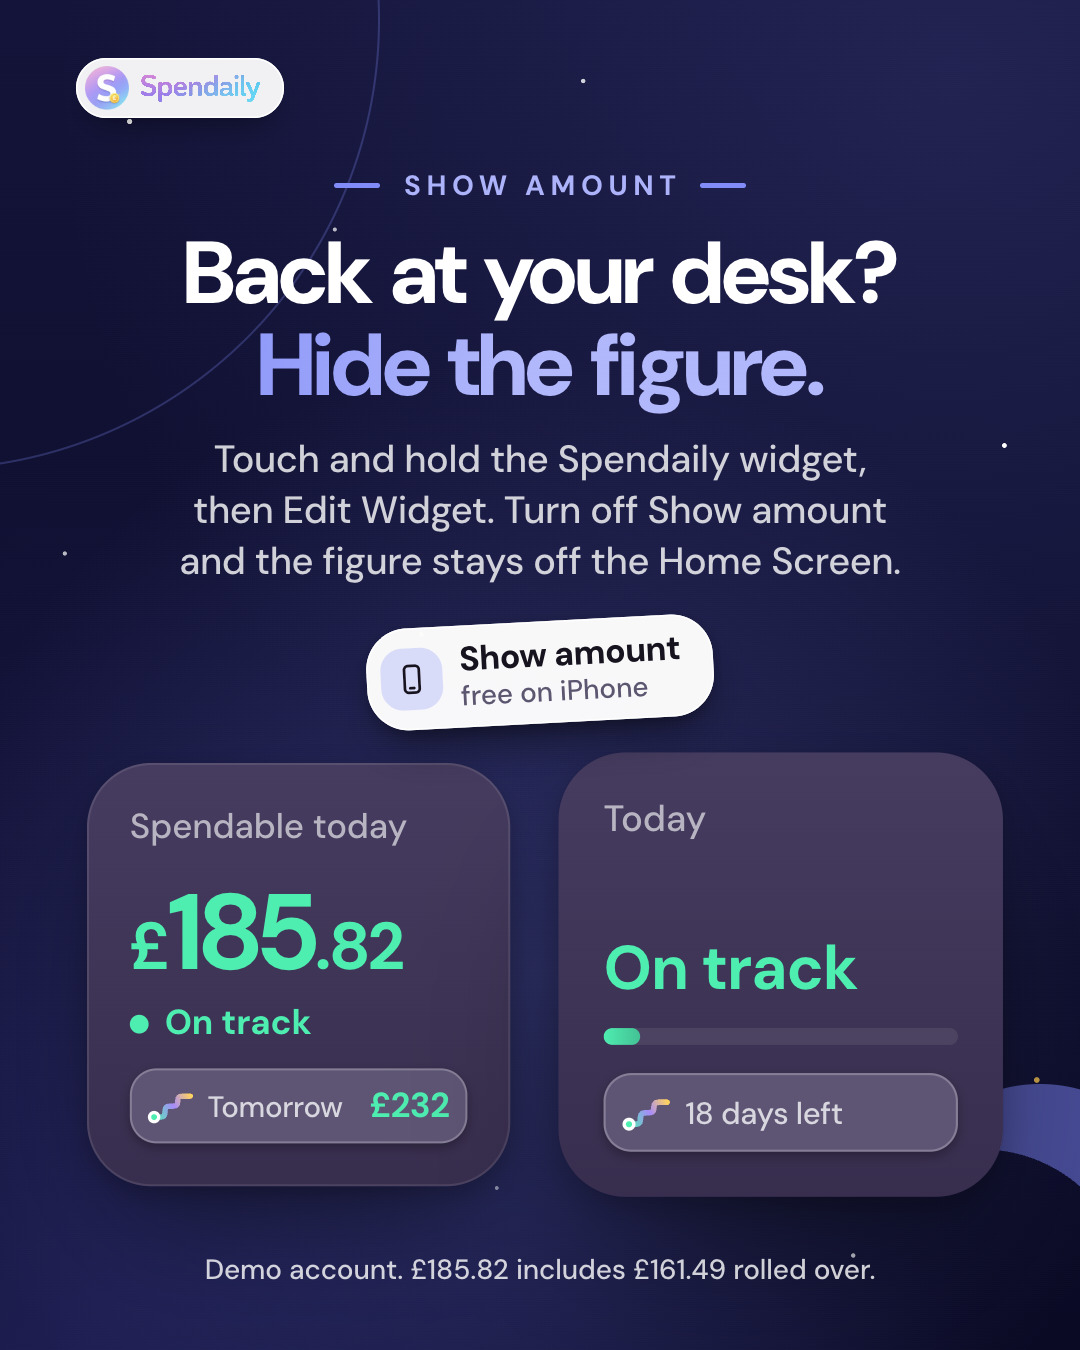 Spendaily
SHOW AMOUNT
Back at your desk?
Hide the figure.
Touch and hold the Spendaily widget,
then Edit Widget. Turn off Show amount
and the figure stays off the Home Screen.
Show amount
free on iPhone
Spendable today
£185.82
On track
Tomorrow £232
Today
On track
18 days left
Demo account. £185.82 includes £161.49 rolled over.